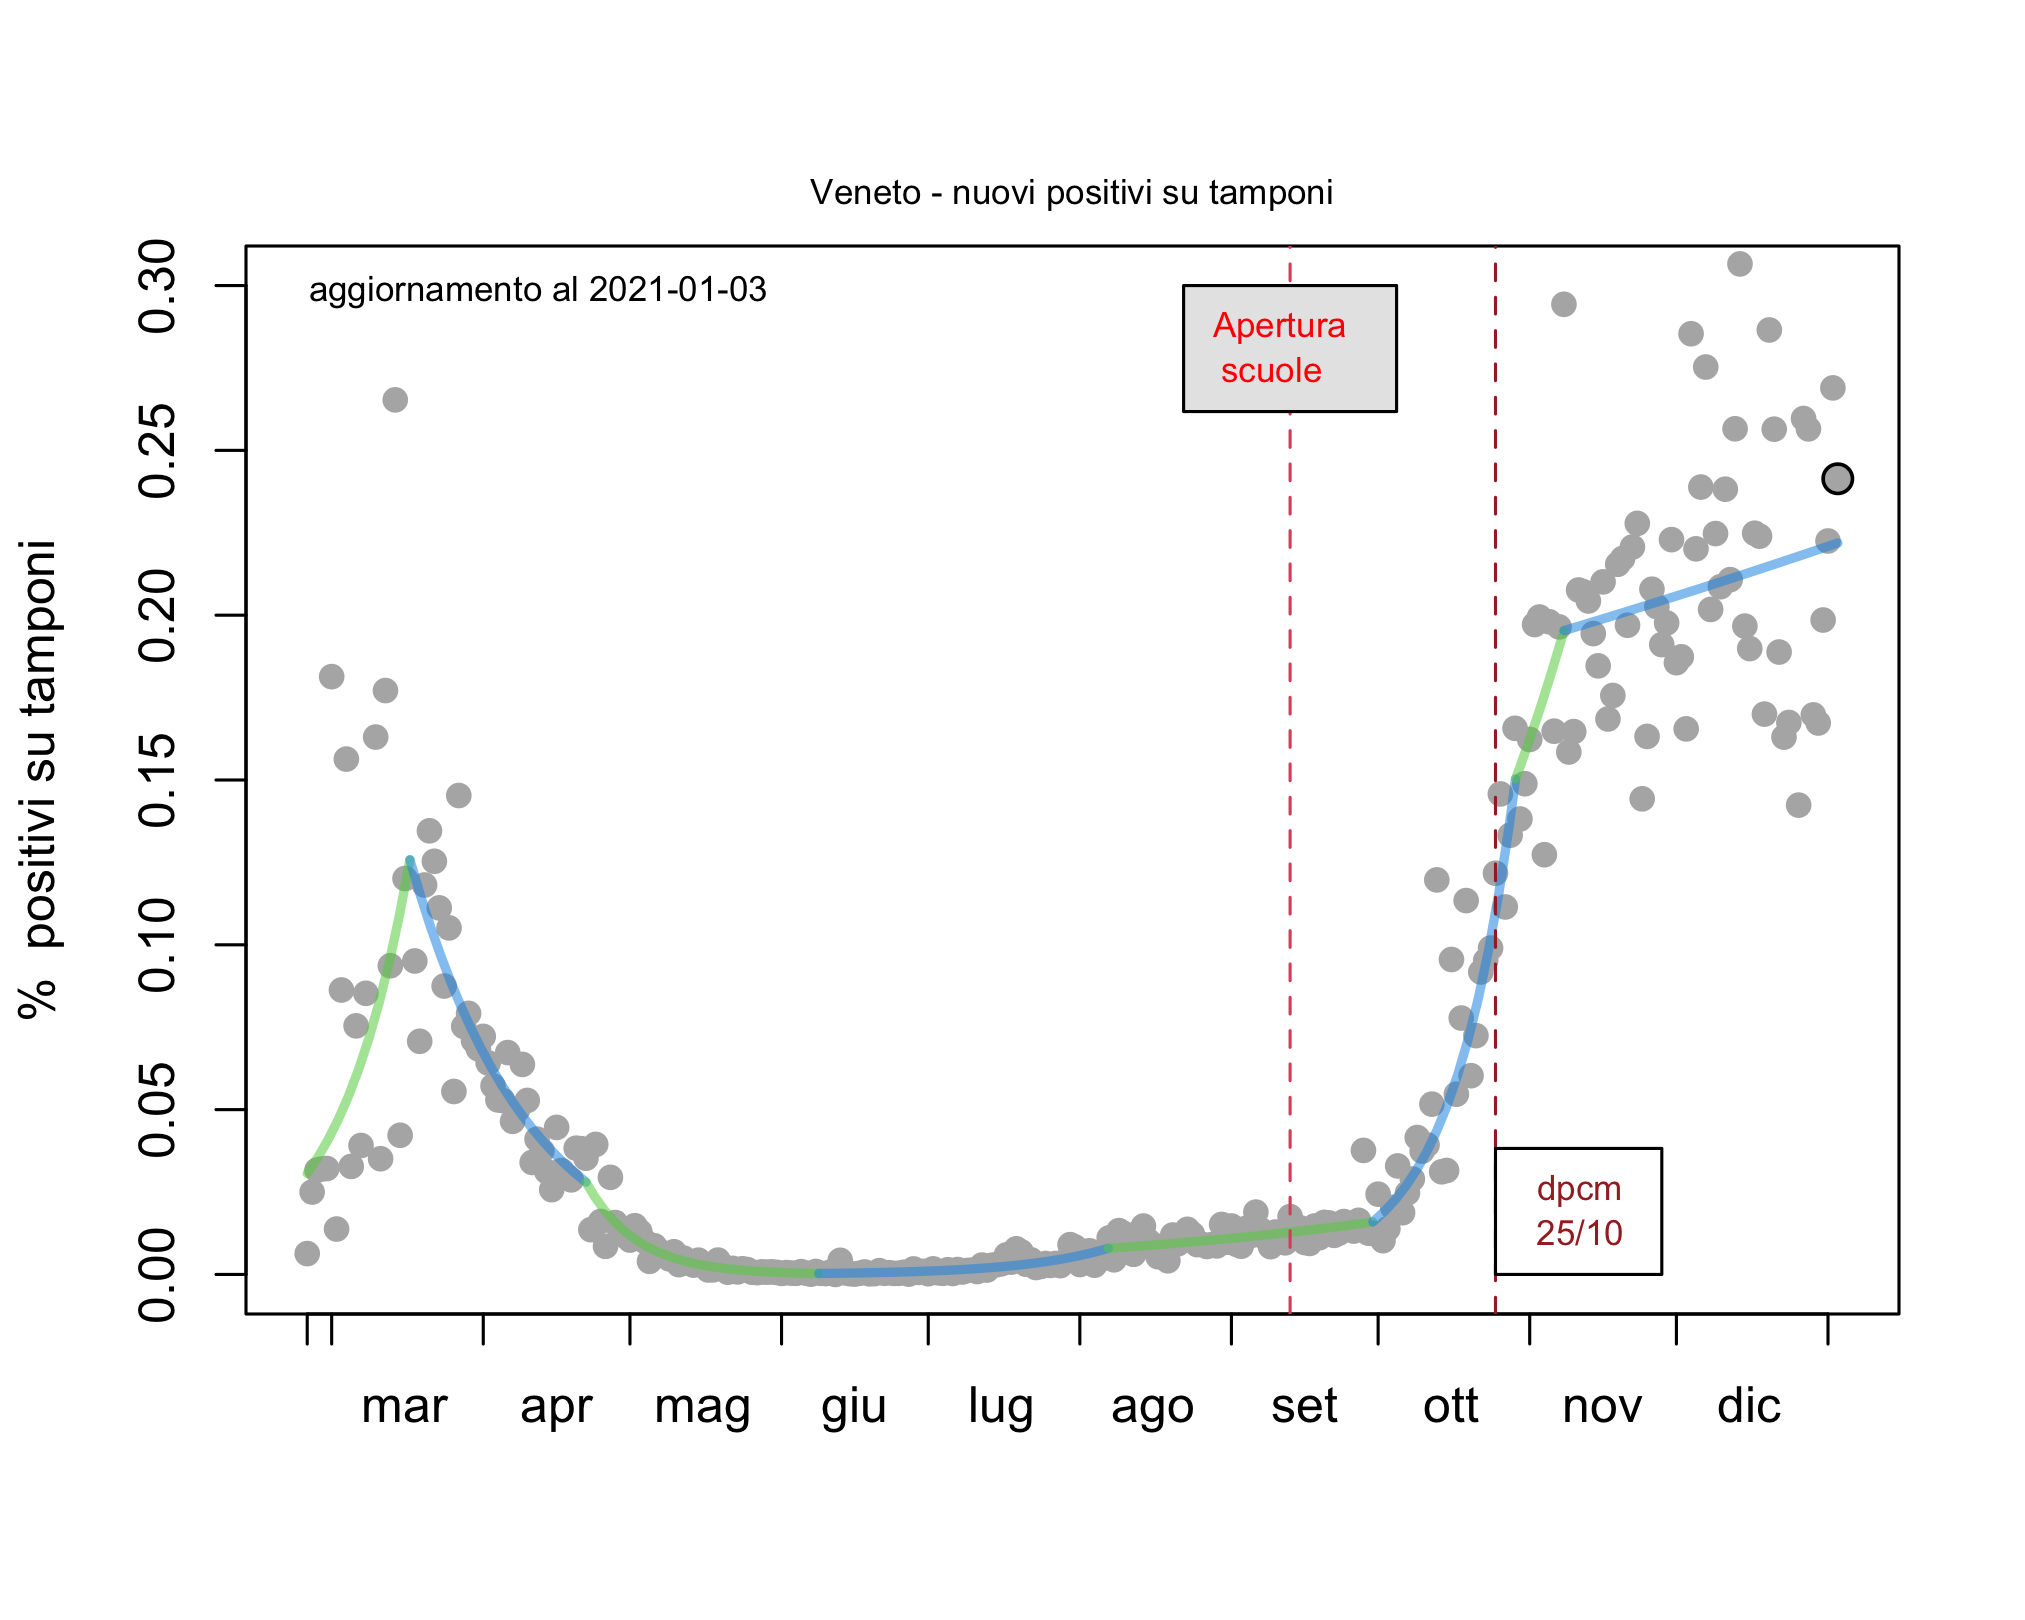 Veneto - nuovi positivi su tamponi
aggiornamento al 2021-01-03
Apertura
scuole
dpcm
25/10
% positivi su tamponi
0.30
0.25
0.20
0.15
0.10
0.05
0.00
mar apr mag giu lug ago set ott nov dic